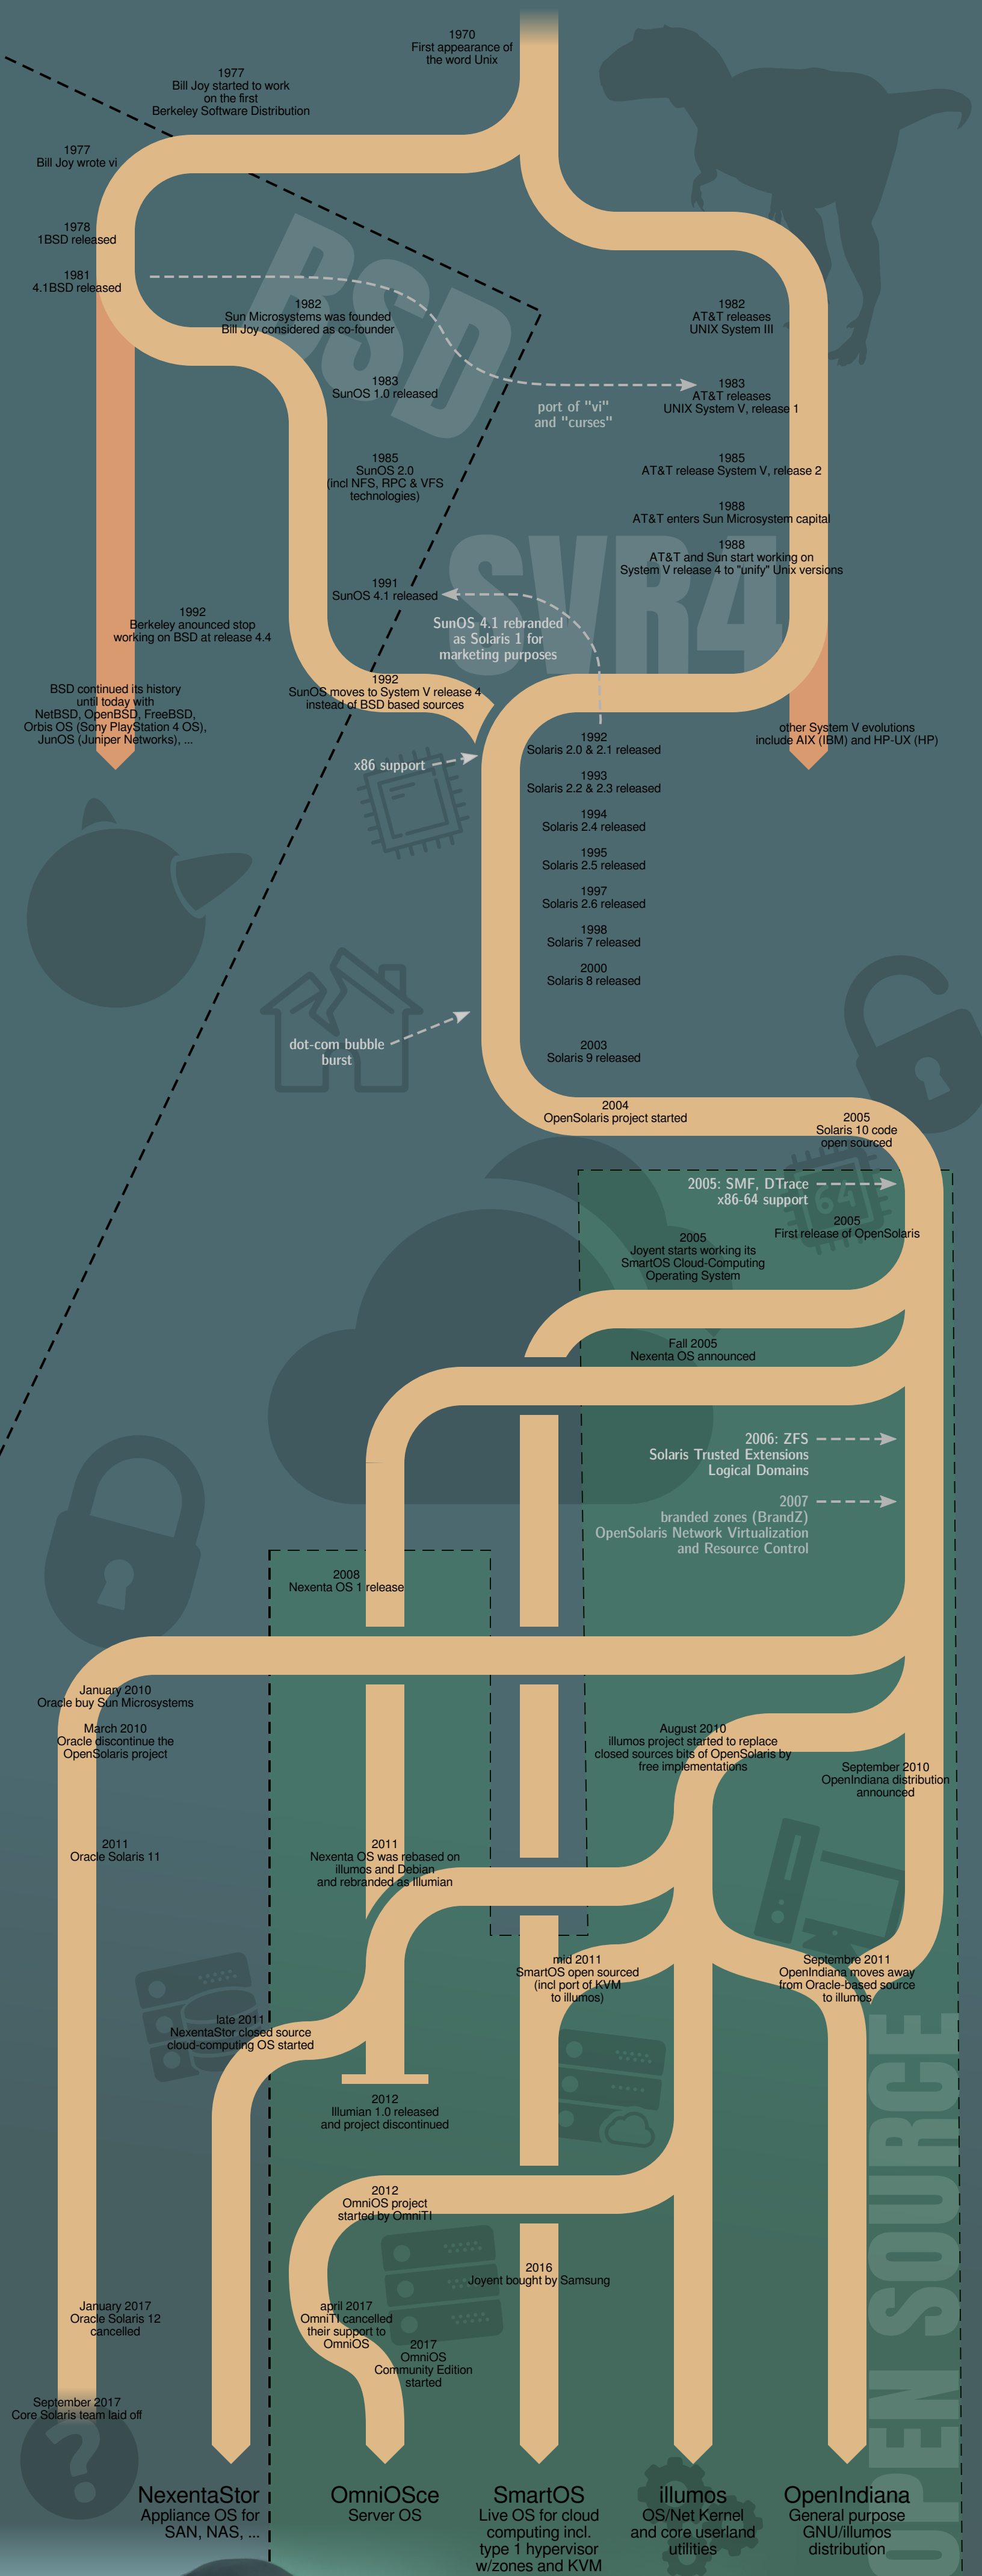 1970
First appearance of
the word Unix
1977
Bill Joy started to work
on the first
Berkeley Software Distribution
1977
Bill Joy wrote vi
1978
1BSD released
1981
4.1BSD released
BSD
1982
Sun Microsystems was founded
Bill Joy considered as co-founder
1982
AT&T releases
UNIX System III
1983
SunOS 1.0 released
1983
AT&T releases
UNIX System V, release 1
port of "vi"
and "curses"
1985
SunOS 2.0
(incl NFS, RPC & VFS
technologies)
1985
AT&T release System V, release 2
1988
AT&T enters Sun Microsystem capital
1988
AT&T and Sun start working on
System V release 4 to "unify" Unix versions
SVR4
1991
SunOS 4.1 released
SunOS 4.1 rebranded
as Solaris 1 for
marketing purposes
1992
Berkeley anounced stop
working on BSD at release 4.4
1992
SunOS moves to System V release 4
instead of BSD based sources
BSD continued its history
until today with
NetBSD, OpenBSD, FreeBSD,
Orbis OS (Sony PlayStation 4 OS),
JunOS (Juniper Networks), ...
other System V evolutions
include AIX (IBM) and HP-UX (HP)
1992
Solaris 2.0 & 2.1 released
x86 support
1993
Solaris 2.2 & 2.3 released
1994
Solaris 2.4 released
1995
Solaris 2.5 released
1997
Solaris 2.6 released
1998
Solaris 7 released
2000
Solaris 8 released
dot-com bubble
burst
2003
Solaris 9 released
2004
OpenSolaris project started
2005
Solaris 10 code
open sourced
2005: SMF, DTrace
x86-64 support
64
2005
First release of OpenSolaris
2005
Joyent starts working its
SmartOS Cloud-Computing
Operating System
Fall 2005
Nexenta OS announced
2006: ZFS
Solaris Trusted Extensions
Logical Domains
2007
branded zones (BrandZ)
OpenSolaris Network Virtualization
and Resource Control
2008
Nexenta OS 1 release
January 2010
Oracle buy Sun Microsystems
March 2010
Oracle discontinue the
OpenSolaris project
August 2010
illumos project started to replace
closed sources bits of OpenSolaris by
free implementations
September 2010
OpenIndiana distribution
announced
2011
Oracle Solaris 11
2011
Nexenta OS was rebased on
illumos and Debian
and rebranded as Illumian
mid 2011
SmartOS open sourced
(incl port of KVM
to illumos)
Septembre 2011
OpenIndiana moves away
from Oracle-based source
to illumos
late 2011
NexentaStor closed source
cloud-computing OS started
2012
Illumian 1.0 released
and project discontinued
2012
OmniOS project
started by OmniTI
2016
Joyent bought by Samsung
January 2017
Oracle Solaris 12
cancelled
april 2017
OmniTI cancelled
their support to
OmniOS
2017
OmniOS
Community Edition
started
September 2017
Core Solaris team laid off
?
OPEN SOURCE
NexentaStor
Appliance OS for
SAN, NAS, ...
OmniOSce
Server OS
SmartOS
Live OS for cloud
computing incl.
type 1 hypervisor
w/zones and KVM
illumos
OS/Net Kernel
and core userland
utilities
OpenIndiana
General purpose
GNU/illumos
distribution